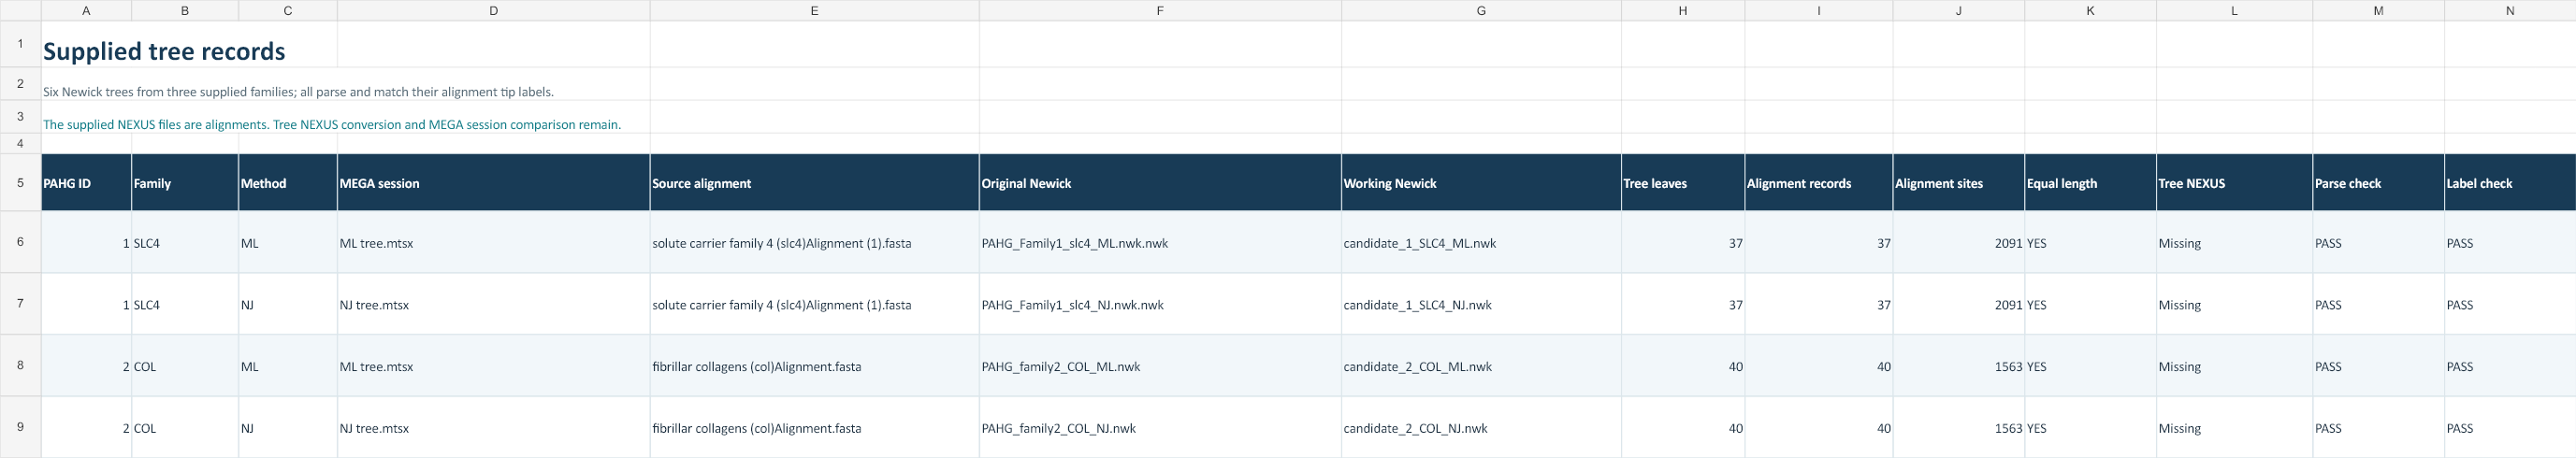 A B C D E F G H I J K L M N
1 Supplied tree records
2 Six Newick trees from three supplied families; all parse and match their alignment tip labels.
3 The supplied NEXUS files are alignments. Tree NEXUS conversion and MEGA session comparison remain.
4
5 PAHG ID Family Method MEGA session Source alignment Original Newick Working Newick Tree leaves Alignment records Alignment sites Equal length Tree NEXUS Parse check Label check
6 1 SLC4 ML ML tree.mtsx solute carrier family 4 (slc4)Alignment (1).fasta PAHG_Family1_slc4_ML.nwk.nwk candidate_1_SLC4_ML.nwk 37 37 2091 YES Missing PASS PASS
7 1 SLC4 NJ NJ tree.mtsx solute carrier family 4 (slc4)Alignment (1).fasta PAHG_Family1_slc4_NJ.nwk.nwk candidate_1_SLC4_NJ.nwk 37 37 2091 YES Missing PASS PASS
8 2 COL ML ML tree.mtsx fibrillar collagens (col)Alignment.fasta PAHG_family2_COL_ML.nwk candidate_2_COL_ML.nwk 40 40 1563 YES Missing PASS PASS
9 2 COL NJ NJ tree.mtsx fibrillar collagens (col)Alignment.fasta PAHG_family2_COL_NJ.nwk candidate_2_COL_NJ.nwk 40 40 1563 YES Missing PASS PASS